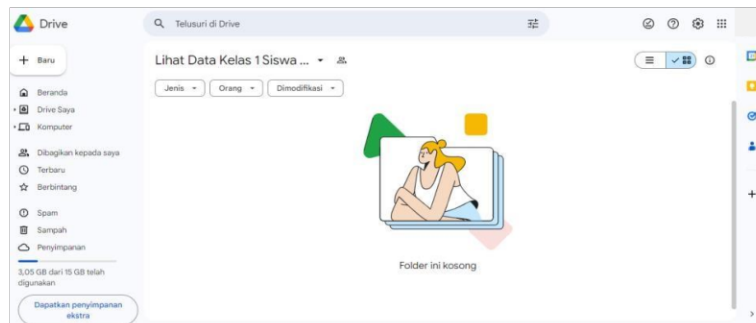 Drive
Telusuri di Drive
Baru
Lihat Data Kelas 1 Siswa ...
Jenis
Orang
Dimodifikasi
Beranda
Drive Saya
Komputer
Dibagikan kepada saya
Terbaru
Berbintang
Spam
Sampah
Penyimpanan
3,05 GB dari 15 GB telah
digunakan
Dapatkan penyimpanan
ekstra
Folder ini kosong